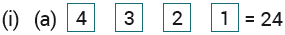 (i) (a) 4 3 2 1 = 24